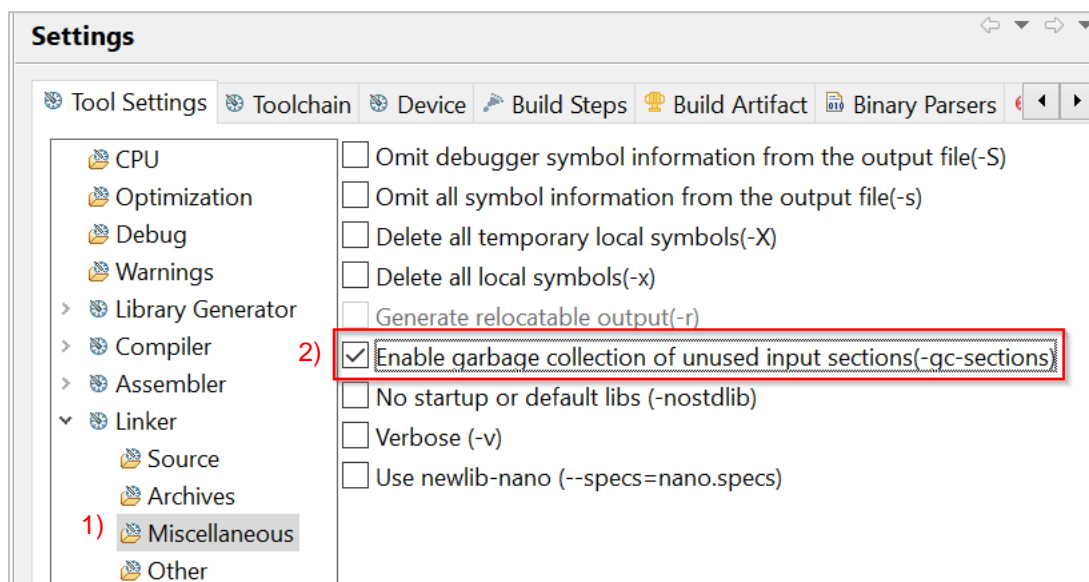 Settings
Tool Settings Toolchain Device Build Steps Build Artifact Binary Parsers
CPU
Optimization
Debug
Warnings
Library Generator
Compiler
Assembler
Linker
Source
Archives
1) Miscellaneous
Other
Omit debugger symbol information from the output file(-S)
Omit all symbol information from the output file(-s)
Delete all temporary local symbols(-X)
Delete all local symbols(-x)
Generate relocatable output(-r)
2) Enable garbage collection of unused input sections(-gc-sections)
No startup or default libs (-nostdlib)
Verbose (-v)
Use newlib-nano (--specs=nano.specs)